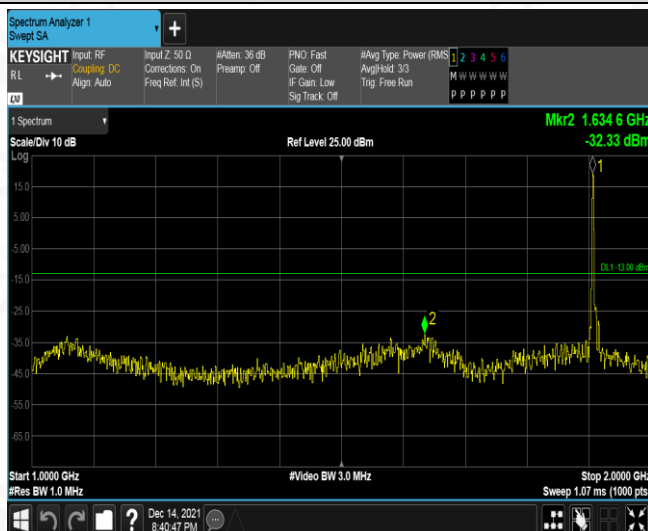 Spectrum Analyzer 1
Swept SA
+
KEYSIGHT
RL
LXI
Input: RF
Coupling: DC
Align: Auto
Input Z: 50 Ω
Corrections: On
Freq Ref: Int (S)
#Atten: 36 dB
Preamp: Off
PNO: Fast
Gate: Off
IF Gain: Low
Sig Track: Off
#Avg Type: Power (RMS
Avg|Hold: 3/3
Trig: Free Run
1 2 3 4 5 6
M W W W W W
P P P P P P
1 Spectrum
Mkr2 1.634 6 GHz
Scale/Div 10 dB
Ref Level 25.00 dBm
-32.33 dBm
Log
1
15.0
5.00
-5.00
DL1 -13.00 dBm
-15.0
-25.0
2
-35.0
-45.0
-55.0
-65.0
Start 1.0000 GHz
#Video BW 3.0 MHz
Stop 2.0000 GHz
#Res BW 1.0 MHz
Sweep 1.07 ms (1000 pts
?
Dec 14, 2021
8:40:47 PM